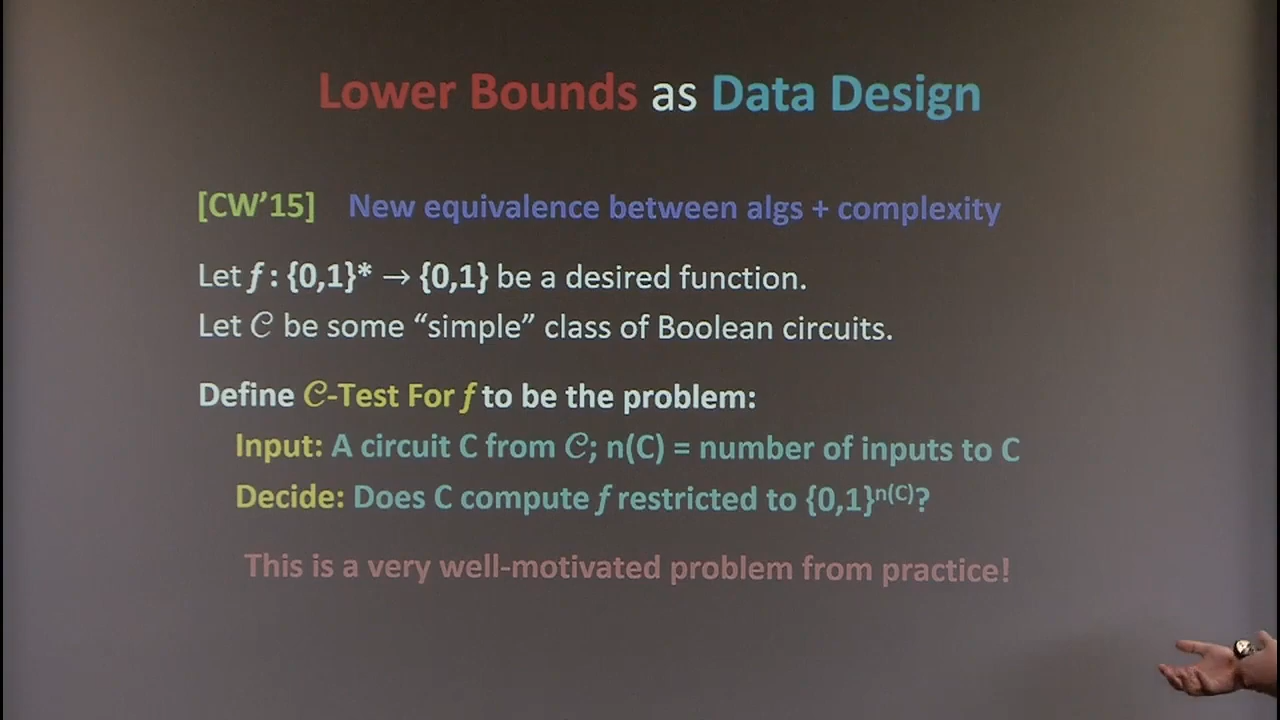 Lower Bounds as Data Design
[CW'15] New equivalence between algs + complexity
Let f : {0,1}* → {0,1} be a desired function.
Let 𝒞 be some “simple” class of Boolean circuits.
Define 𝒞-Test For f to be the problem:
Input: A circuit C from 𝒞; n(C) = number of inputs to C
Decide: Does C compute f restricted to {0,1}ⁿ⁽ᶜ⁾?
This is a very well-motivated problem from practice!